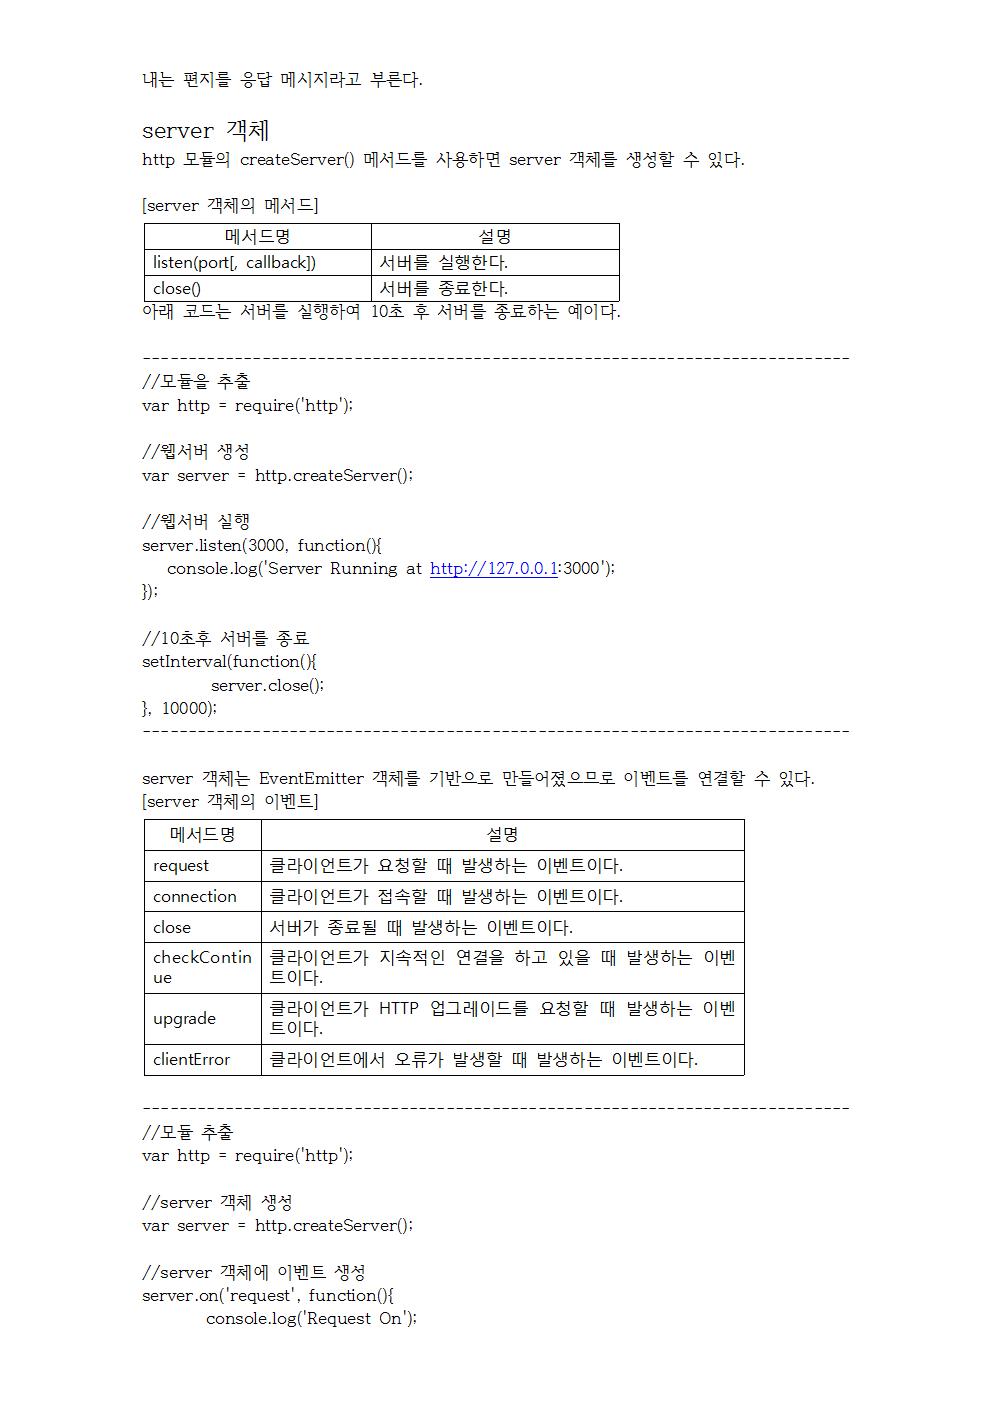 내는 편지를 응답 메시지라고 부른다.
server 객체
http 모듈의 createServer() 메서드를 사용하면 server 객체를 생성할 수 있다.
[server 객체의 메서드]
메서드명 설명
listen(port[, callback]) 서버를 실행한다.
close() 서버를 종료한다.
아래 코드는 서버를 실행하여 10초 후 서버를 종료하는 예이다.
-----------------------------------------------------------------------------
//모듈을 추출
var http = require('http');
//웹서버 생성
var server = http.createServer();
//웹서버 실행
server.listen(3000, function(){
console.log('Server Running at http://127.0.0.1:3000');
});
//10초후 서버를 종료
setInterval(function(){
server.close();
}, 10000);
-----------------------------------------------------------------------------
server 객체는 EventEmitter 객체를 기반으로 만들어졌으므로 이벤트를 연결할 수 있다.
[server 객체의 이벤트]
메서드명 설명
request 클라이언트가 요청할 때 발생하는 이벤트이다.
connection 클라이언트가 접속할 때 발생하는 이벤트이다.
close 서버가 종료될 때 발생하는 이벤트이다.
checkContin
ue
클라이언트가 지속적인 연결을 하고 있을 때 발생하는 이벤
트이다.
upgrade
클라이언트가 HTTP 업그레이드를 요청할 때 발생하는 이벤
트이다.
clientError 클라이언트에서 오류가 발생할 때 발생하는 이벤트이다.
-----------------------------------------------------------------------------
//모듈 추출
var http = require('http');
//server 객체 생성
var server = http.createServer();
//server 객체에 이벤트 생성
server.on('request', function(){
console.log('Request On');